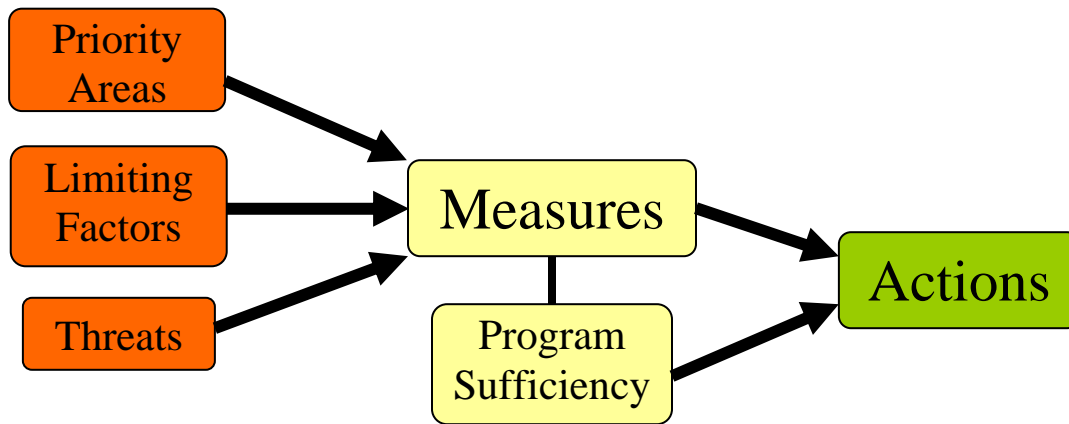 Priority
Areas
Limiting
Factors
Threats
Measures
Program
Sufficiency
Actions